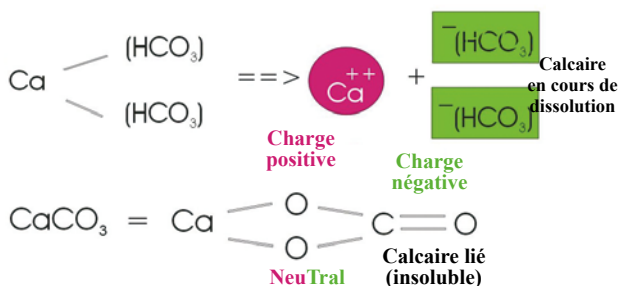 (HCO₃)
Ca ==> Ca⁺⁺ + ⁻(HCO₃)
(HCO₃) ⁻(HCO₃)
Calcaire
en cours de
dissolution
Charge
positive
Charge
négative
CaCO₃ = Ca O O C O
NeuTral
Calcaire lié
(insoluble)